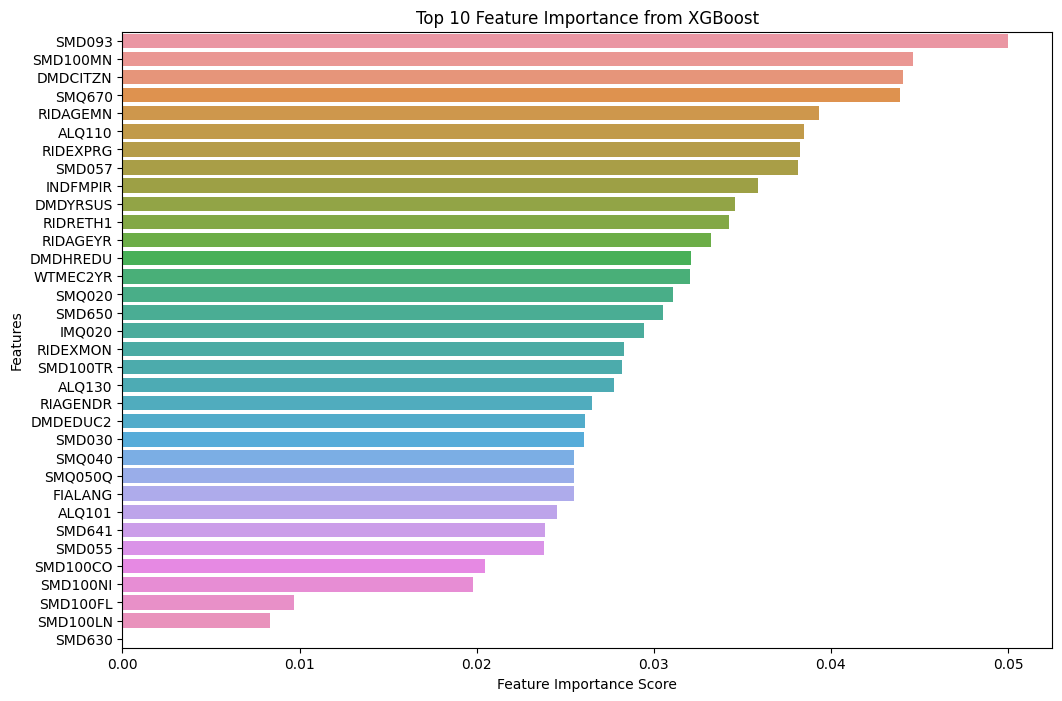 Top 10 Feature Importance from XGBoost
Features
SMD093
SMD100MN
DMDCITZN
SMQ670
RIDAGEMN
ALQ110
RIDEXPRG
SMD057
INDFMPIR
DMDYRSUS
RIDRETH1
RIDAGEYR
DMDHREDU
WTMEC2YR
SMQ020
SMD650
IMQ020
RIDEXMON
SMD100TR
ALQ130
RIAGENDR
DMDEDUC2
SMD030
SMQ040
SMQ050Q
FIALANG
ALQ101
SMD641
SMD055
SMD100CO
SMD100NI
SMD100FL
SMD100LN
SMD630
0.00 0.01 0.02 0.03 0.04 0.05
Feature Importance Score